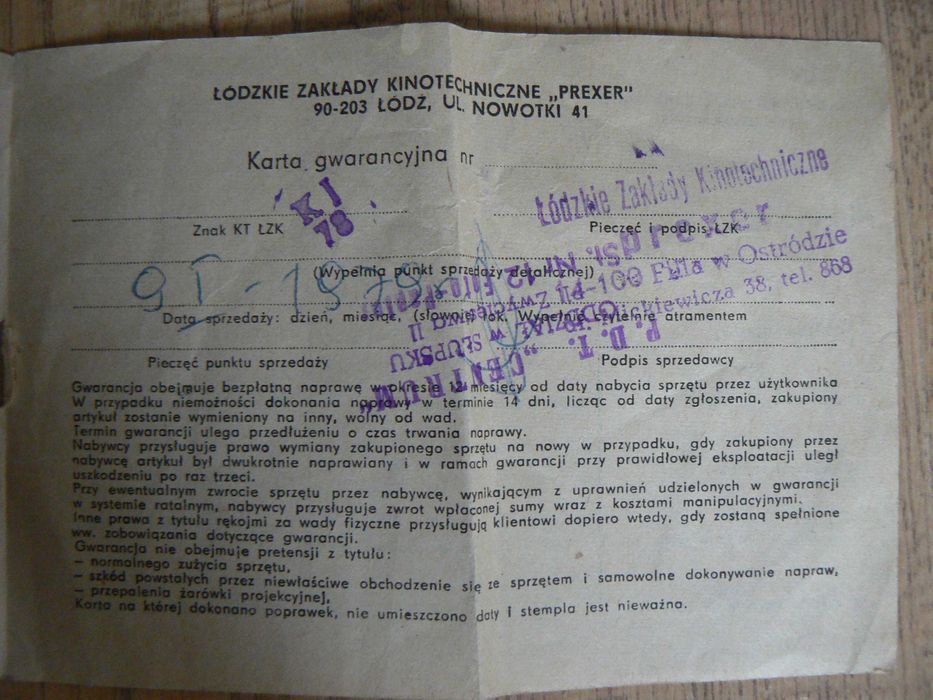 ŁÓDZKIE ZAKŁADY KINOTECHNICZNE „PREXER"
90-203 ŁÓDŹ, UL. NOWOTKI 41
Karta gwarancyjna nr
Łódzkie Zakłady Kinotechniczne
prexer
Filia w Ostródzie
14-100
Mickiewicza 38, tel. 868
KI
78
Znak KT ŁZK
Pieczęć i podpis ŁZK
(Wypełnia punkt sprzedaży detalicznej)
9 I - 1979
Data sprzedaży: dzień, miesiąc, (słownie) rok. Wypełnić czytelnie atramentem
P. D. T.
„CENTRUM"
w SŁUPSKU
Pieczęć punktu sprzedaży
Podpis sprzedawcy
Gwarancja obejmuje bezpłatną naprawę w okresie 12 miesięcy od daty nabycia sprzętu przez użytkownika
W przypadku niemożności dokonania naprawy w terminie 14 dni, licząc od daty zgłoszenia, zakupiony
artykuł zostanie wymieniony na inny, wolny od wad.
Termin gwarancji ulega przedłużeniu o czas trwania naprawy.
Nabywcy przysługuje prawo wymiany zakupionego sprzętu na nowy w przypadku, gdy zakupiony przez
nabywcę artykuł był dwukrotnie naprawiany i w ramach gwarancji przy prawidłowej eksploatacji uległ
uszkodzeniu po raz trzeci.
Przy ewentualnym zwrocie sprzętu przez nabywcę, wynikającym z uprawnień udzielonych w gwarancji
w systemie ratalnym, nabywcy przysługuje zwrot wpłaconej sumy wraz z kosztami manipulacyjnymi.
Inne prawa z tytułu rękojmi za wady fizyczne przysługują klientowi dopiero wtedy, gdy zostaną spełnione
ww. zobowiązania dotyczące gwarancji.
Gwarancja nie obejmuje pretensji z tytułu:
– normalnego zużycia sprzętu,
– szkód powstałych przez niewłaściwe obchodzenie się ze sprzętem i samowolne dokonywanie napraw,
– przepalenia żarówki projekcyjnej,
Karta na której dokonano poprawek, nie umieszczono daty i stempla jest nieważna.